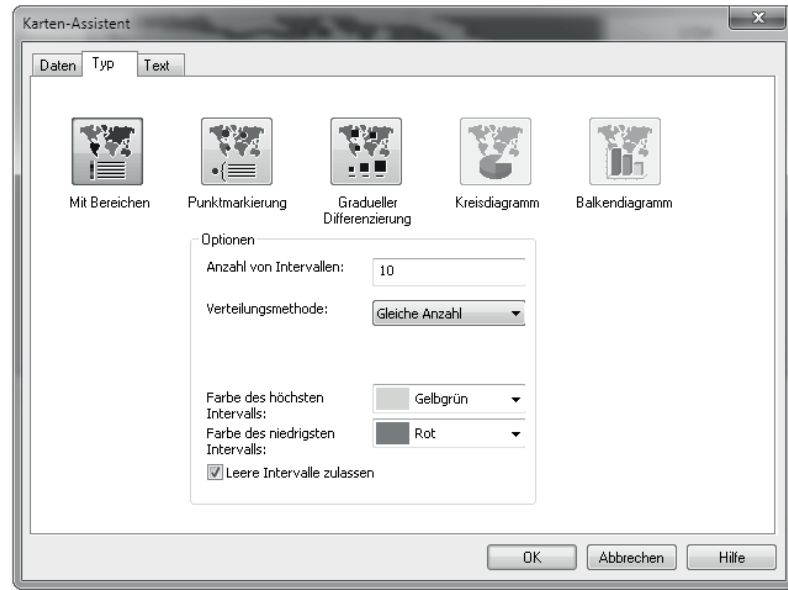 Karten-Assistent
Daten Typ Text
Mit Bereichen Punktmarkierung Gradueller Differenzierung Kreisdiagramm Balkendiagramm
Optionen
Anzahl von Intervallen: 10
Verteilungsmethode: Gleiche Anzahl
Farbe des höchsten Intervalls: Gelbgrün
Farbe des niedrigsten Intervalls: Rot
Leere Intervalle zulassen
OK Abbrechen Hilfe